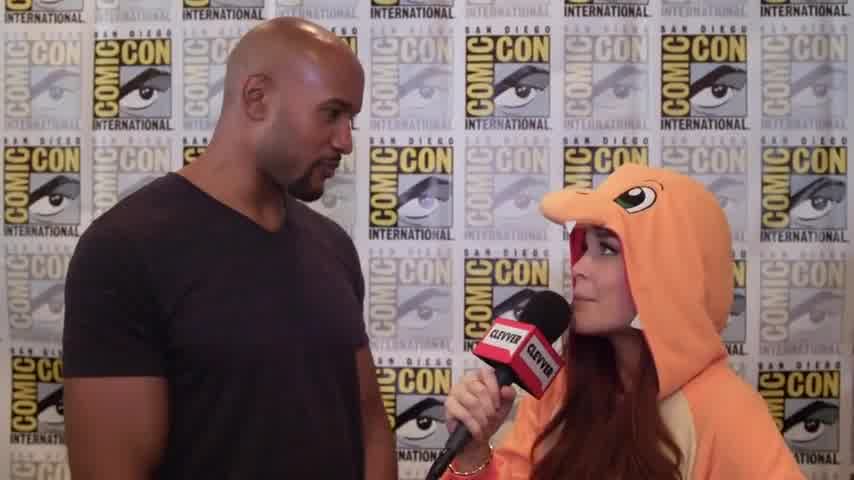 SAN DIEGO
COMIC CON
INTERNATIONAL
CLEVVER
CLEVVER